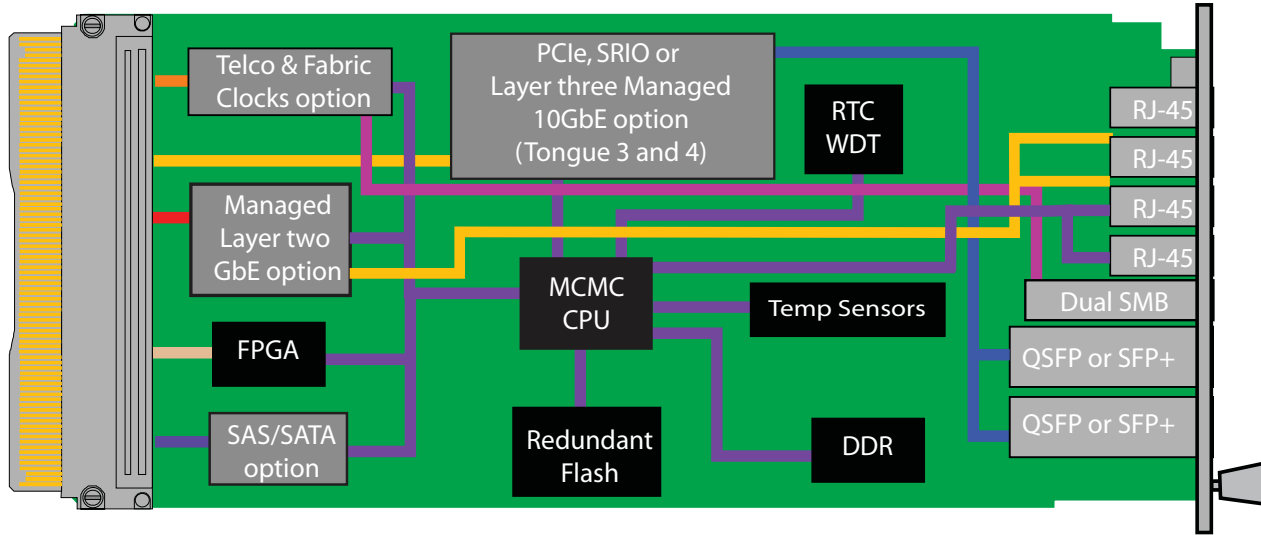 Telco & Fabric
Clocks option
PCIe, SRIO or
Layer three Managed
10GbE option
(Tongue 3 and 4)
RTC
WDT
RJ-45
RJ-45
RJ-45
RJ-45
Managed
Layer two
GbE option
MCMC
CPU
Temp Sensors
Dual SMB
FPGA
QSFP or SFP+
QSFP or SFP+
SAS/SATA
option
Redundant
Flash
DDR